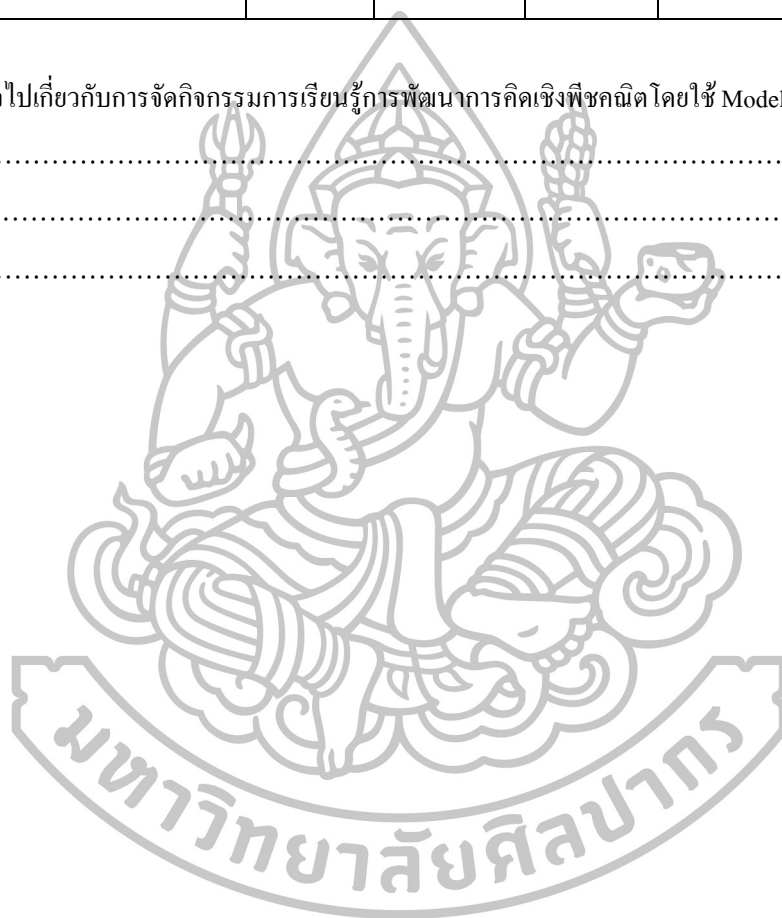 ไปเกี่ยวกับการจัดกิจกรรมการเรียนรู้การพัฒนาการคิดเชิงพีชคณิตโดยใช้ Model
มหาวิทยาลัยศิลปากร